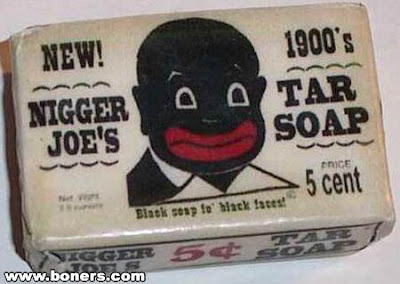 NEW!
1900's
NIGGER
JOE'S
TAR
SOAP
PRICE
5 cent
Black soap fo' black faces!
NIGGER
JOE'S
5¢
TAR
SOAP
www.boners.com